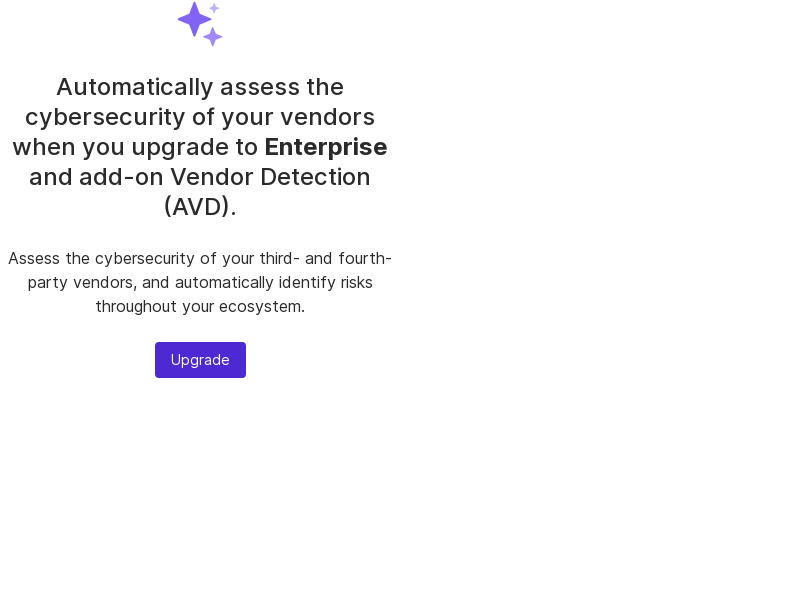 Automatically assess the
cybersecurity of your vendors
when you upgrade to Enterprise
and add-on Vendor Detection
(AVD).
Assess the cybersecurity of your third- and fourth-
party vendors, and automatically identify risks
throughout your ecosystem.
Upgrade